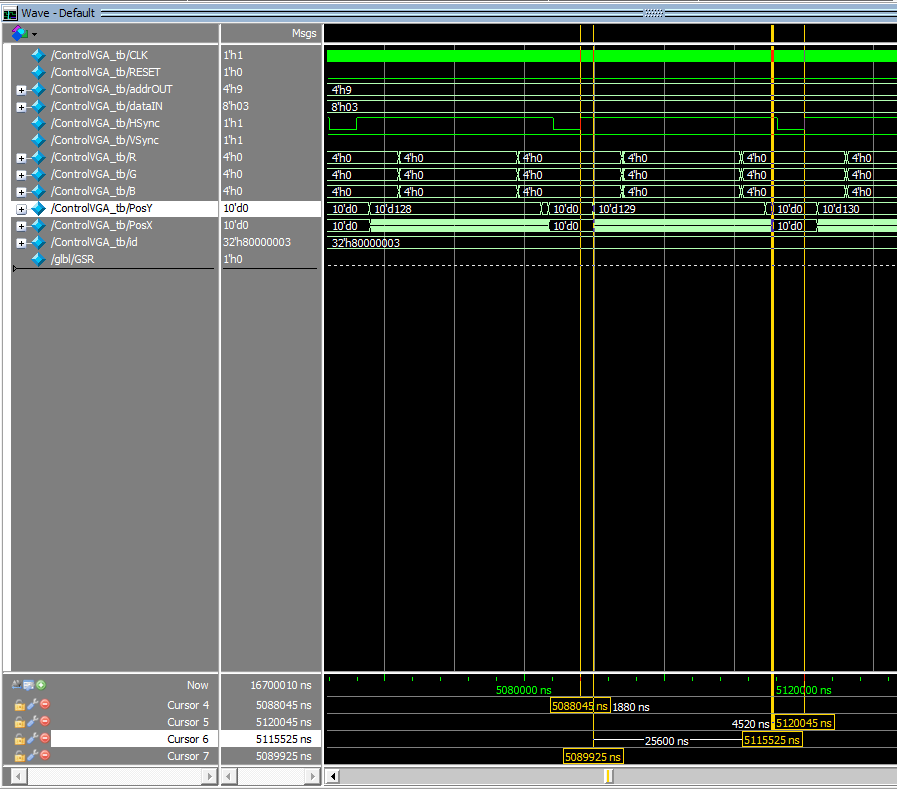 Wave - Default
Msgs
/ControlVGA_tb/CLK 1'h1
/ControlVGA_tb/RESET 1'h0
/ControlVGA_tb/addrOUT 4'h9 4'h9
/ControlVGA_tb/dataIN 8'h03 8'h03
/ControlVGA_tb/HSync 1'h1
/ControlVGA_tb/VSync 1'h1
/ControlVGA_tb/R 4'h0 4'h0 4'h0 4'h0 4'h0 4'h0 4'h0
/ControlVGA_tb/G 4'h0 4'h0 4'h0 4'h0 4'h0 4'h0 4'h0
/ControlVGA_tb/B 4'h0 4'h0 4'h0 4'h0 4'h0 4'h0 4'h0
/ControlVGA_tb/PosY 10'd0 10'd0 10'd128 10'd0 10'd129 10'd0 10'd130
/ControlVGA_tb/PosX 10'd0 10'd0 10'd0 10'd0
/ControlVGA_tb/id 32'h80000003 32'h80000003
/glbl/GSR 1'h0
Now 16700010 ns 5080000 ns 5120000 ns
Cursor 4 5088045 ns 5088045 ns 1880 ns
Cursor 5 5120045 ns 4520 ns 5120045 ns
Cursor 6 5115525 ns 25600 ns 5115525 ns
Cursor 7 5089925 ns 5089925 ns